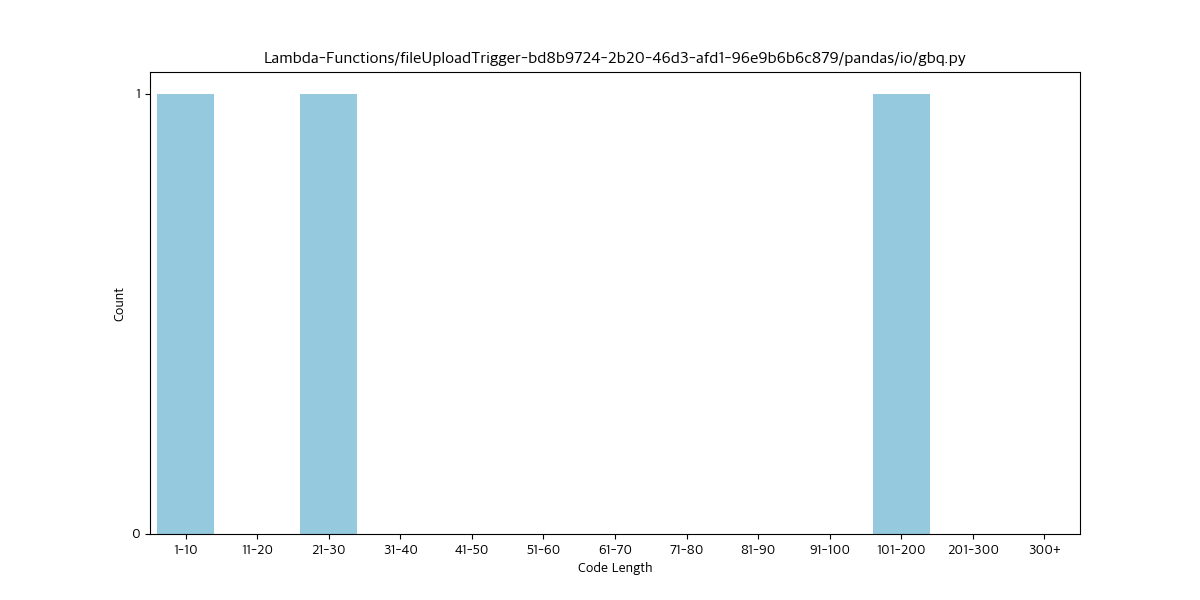 Lambda-Functions/fileUploadTrigger-bd8b9724-2b20-46d3-afd1-96e9b6b6c879/pandas/io/gbq.py
1
Count
0
1-10 11-20 21-30 31-40 41-50 51-60 61-70 71-80 81-90 91-100 101-200 201-300 300+
Code Length